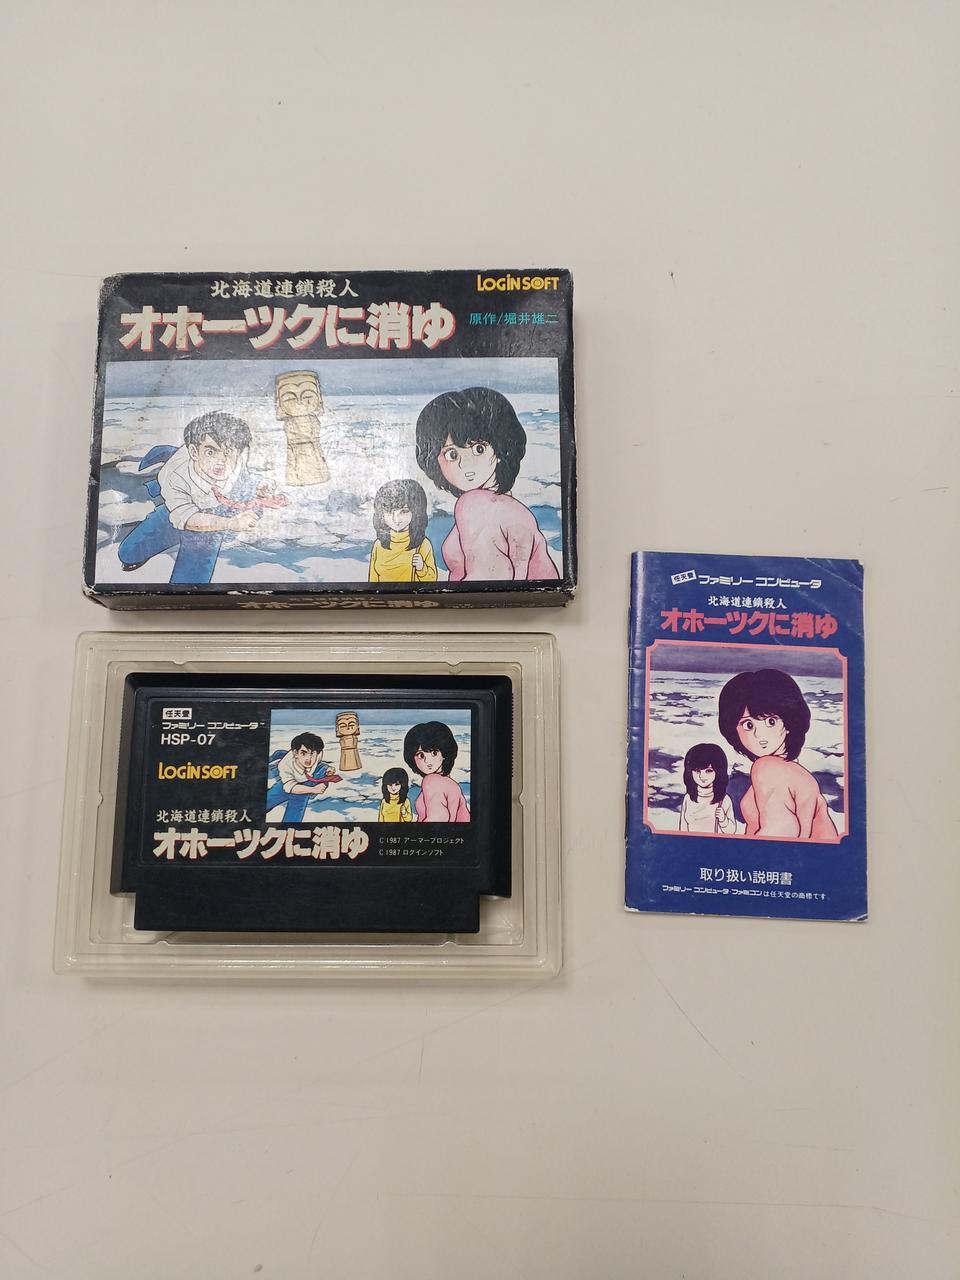 北海道連鎖殺人
LOGIN SOFT
オホーツクに消ゆ
原作/堀井雄二
オホーツクに消ゆ
任天堂
ファミリー コンピュータ™
HSP-07
LOGIN SOFT
北海道連鎖殺人
オホーツクに消ゆ
C 1987 アーマープロジェクト
C 1987 ログインソフト
任天堂
ファミリー コンピュータ
北海道連鎖殺人
オホーツクに消ゆ
取り扱い説明書
ファミリー コンピュータ ファミコンは任天堂の商標です